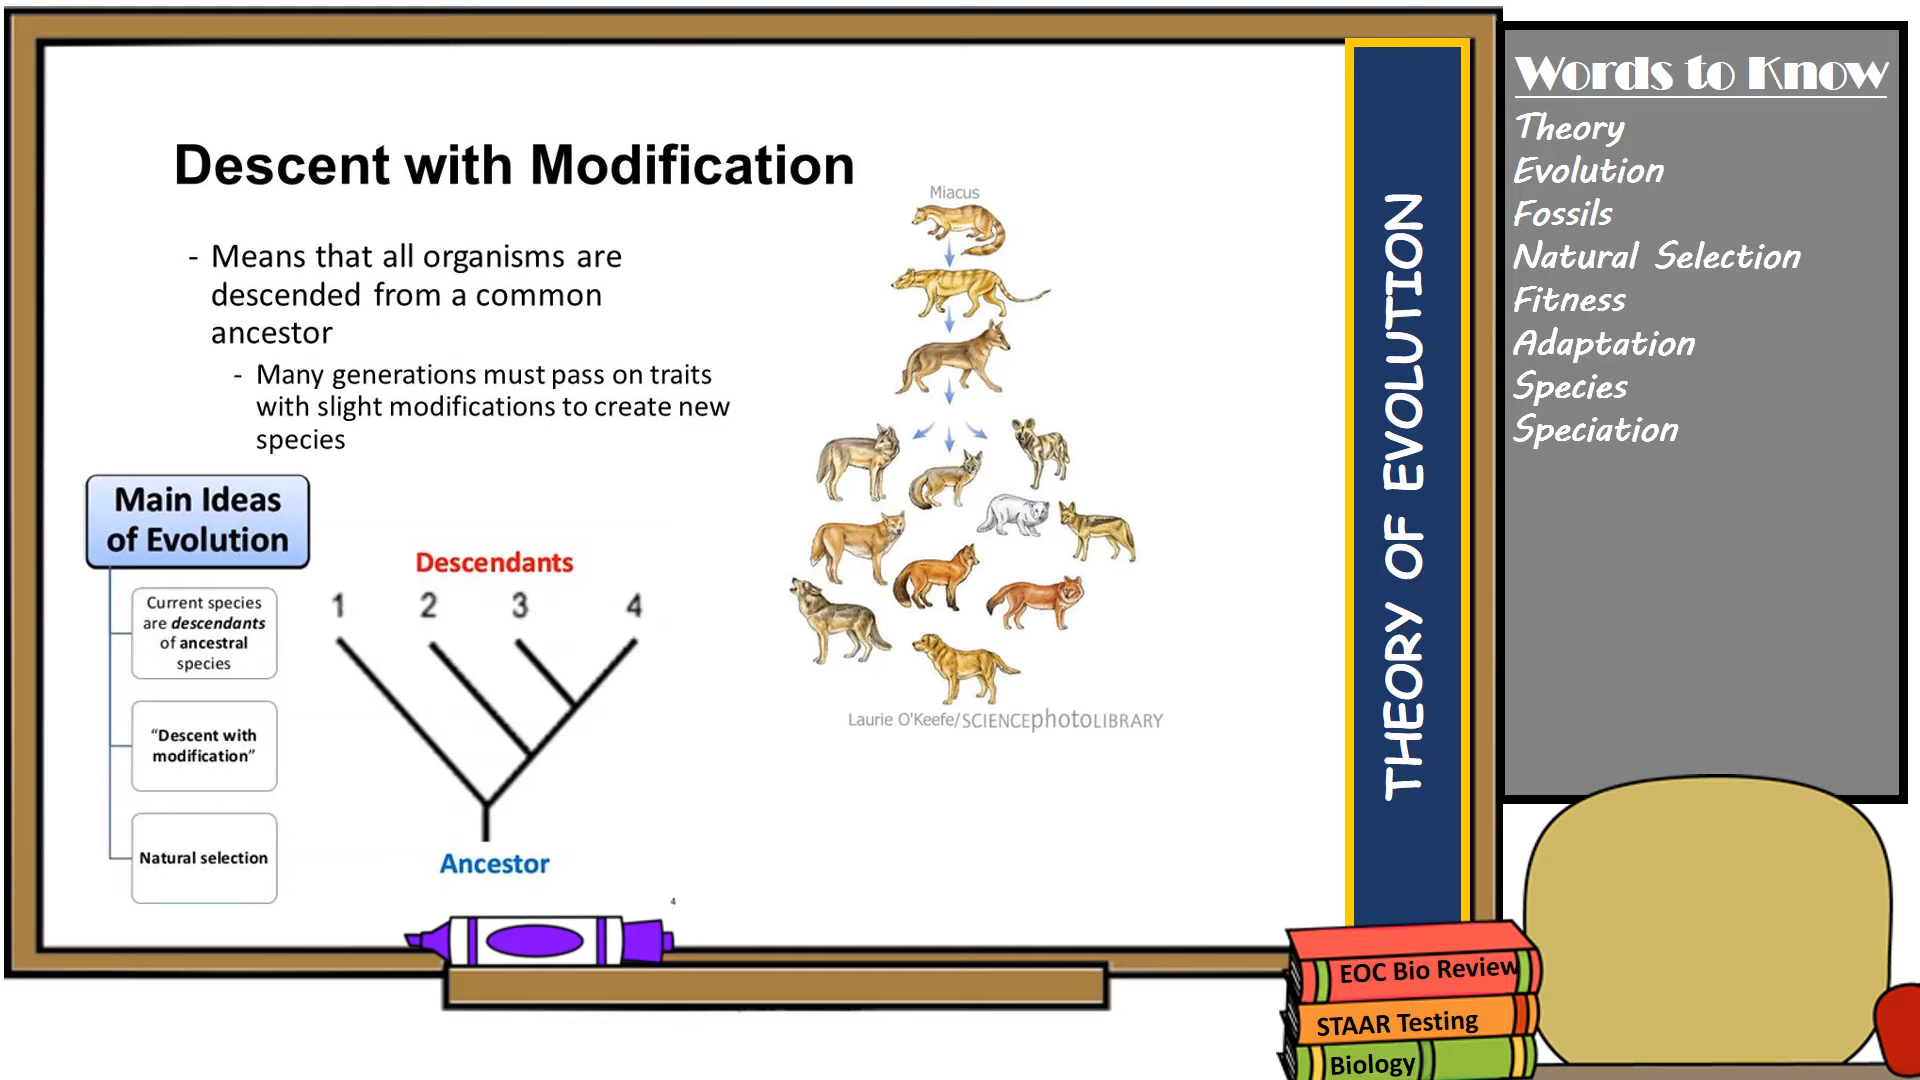 Descent with Modification
- Means that all organisms are
descended from a common
ancestor
- Many generations must pass on traits
with slight modifications to create new
species
Main Ideas
of Evolution
Current species
are descendants
of ancestral
species
“Descent with
modification”
Natural selection
Descendants
1 2 3 4
Ancestor
4
Miacus
Laurie O'Keefe/SCIENCEphotoLIBRARY
THEORY OF EVOLUTION
Words to Know
Theory
Evolution
Fossils
Natural Selection
Fitness
Adaptation
Species
Speciation
EOC Bio Review
STAAR Testing
Biology